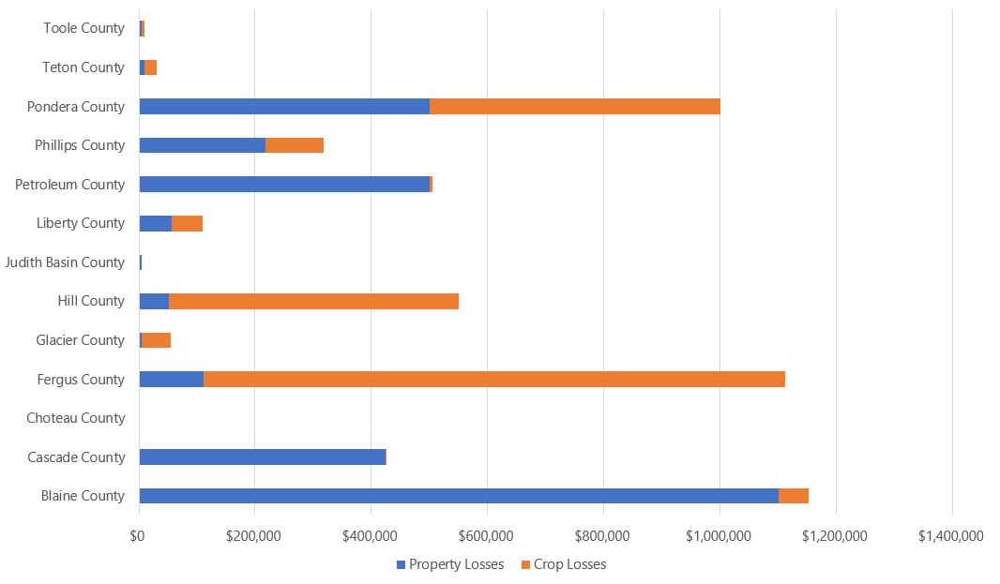 Toole County
Teton County
Pondera County
Phillips County
Petroleum County
Liberty County
Judith Basin County
Hill County
Glacier County
Fergus County
Choteau County
Cascade County
Blaine County
$0 $200,000 $400,000 $600,000 $800,000 $1,000,000 $1,200,000 $1,400,000
Property Losses Crop Losses